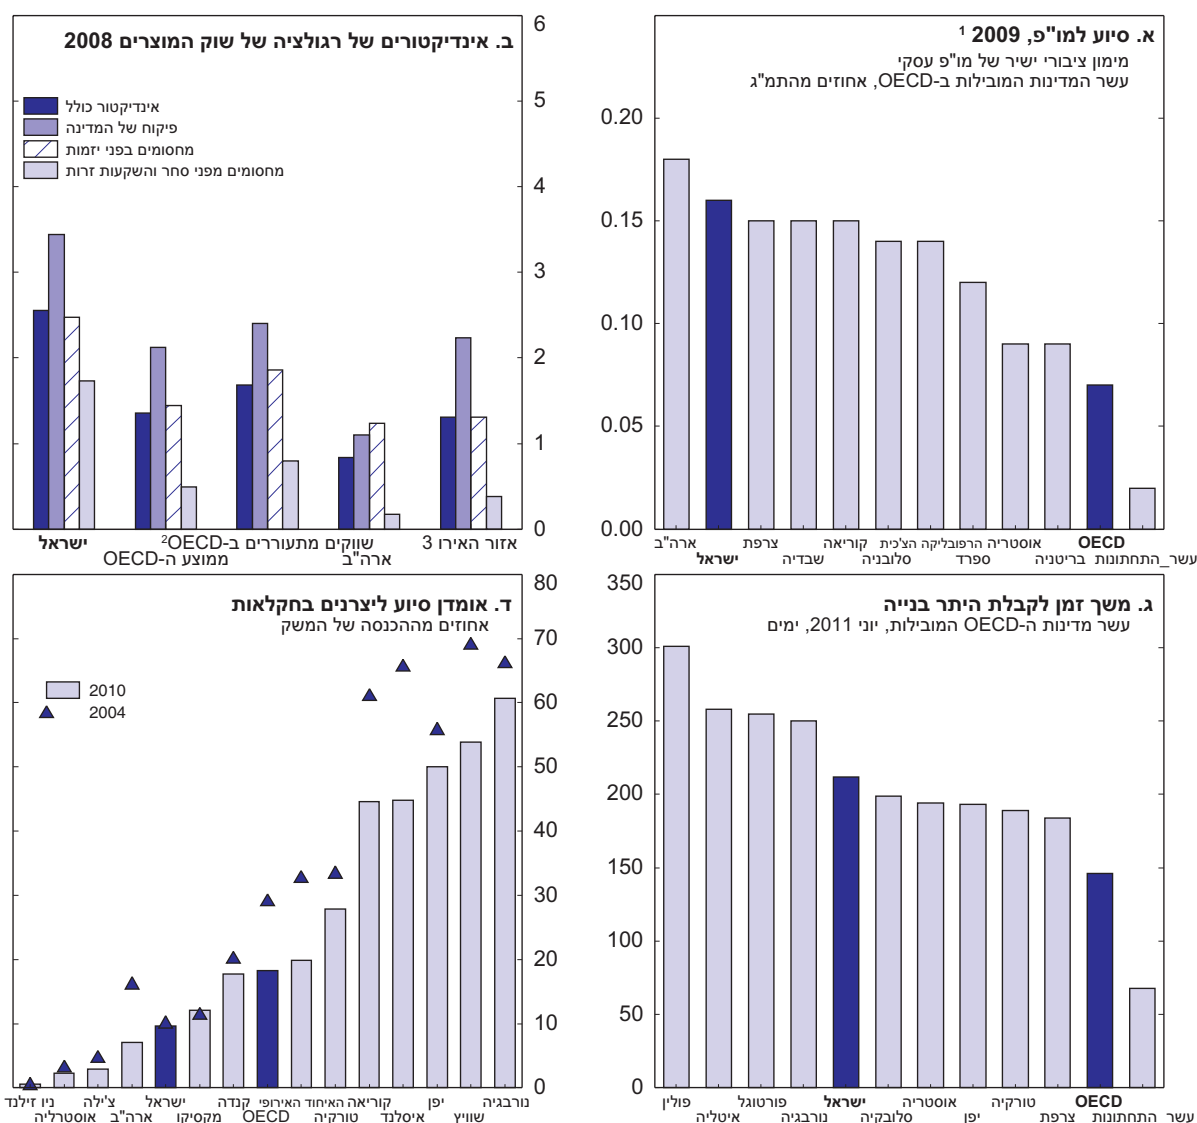 א. סיוע למו"פ, 2009 ¹
מימון ציבורי ישיר של מו"פ עסקי
עשר המדינות המובילות ב-OECD, אחוזים מהתמ"ג
0.20
0.15
0.10
0.05
0.00
ארה"ב
ישראל
צרפת
שבדיה
קוריאה
סלובניה
הרפובליקה הצ'כית
ספרד
אוסטריה
בריטניה
OECD
עשר_התחתונות
ב. אינדיקטורים של רגולציה של שוק המוצרים 2008
אינדיקטור כולל
פיקוח של המדינה
מחסומים בפני יזמות
מחסומים מפני סחר והשקעות זרות
6
5
4
3
2
1
0
ישראל
ממוצע ה-OECD
שווקים מתעוררים ב-OECD²
ארה"ב
אזור האירו 3
ג. משך זמן לקבלת היתר בנייה
עשר מדינות ה-OECD המובילות, יוני 2011, ימים
350
300
250
200
150
100
50
0
פולין
איטליה
פורטוגל
נורבגיה
ישראל
סלובקיה
אוסטריה
יפן
טורקיה
צרפת
OECD
עשר התחתונות
ד. אומדן סיוע ליצרנים בחקלאות
אחוזים מההכנסה של המשק
2010
2004
80
70
60
50
40
30
20
10
0
ניו זילנד
אוסטרליה
צ'ילה
ארה"ב
ישראל
מקסיקו
קנדה
OECD
האיחוד האירופי
טורקיה
קוריאה
איסלנד
יפן
שוויץ
נורבגיה